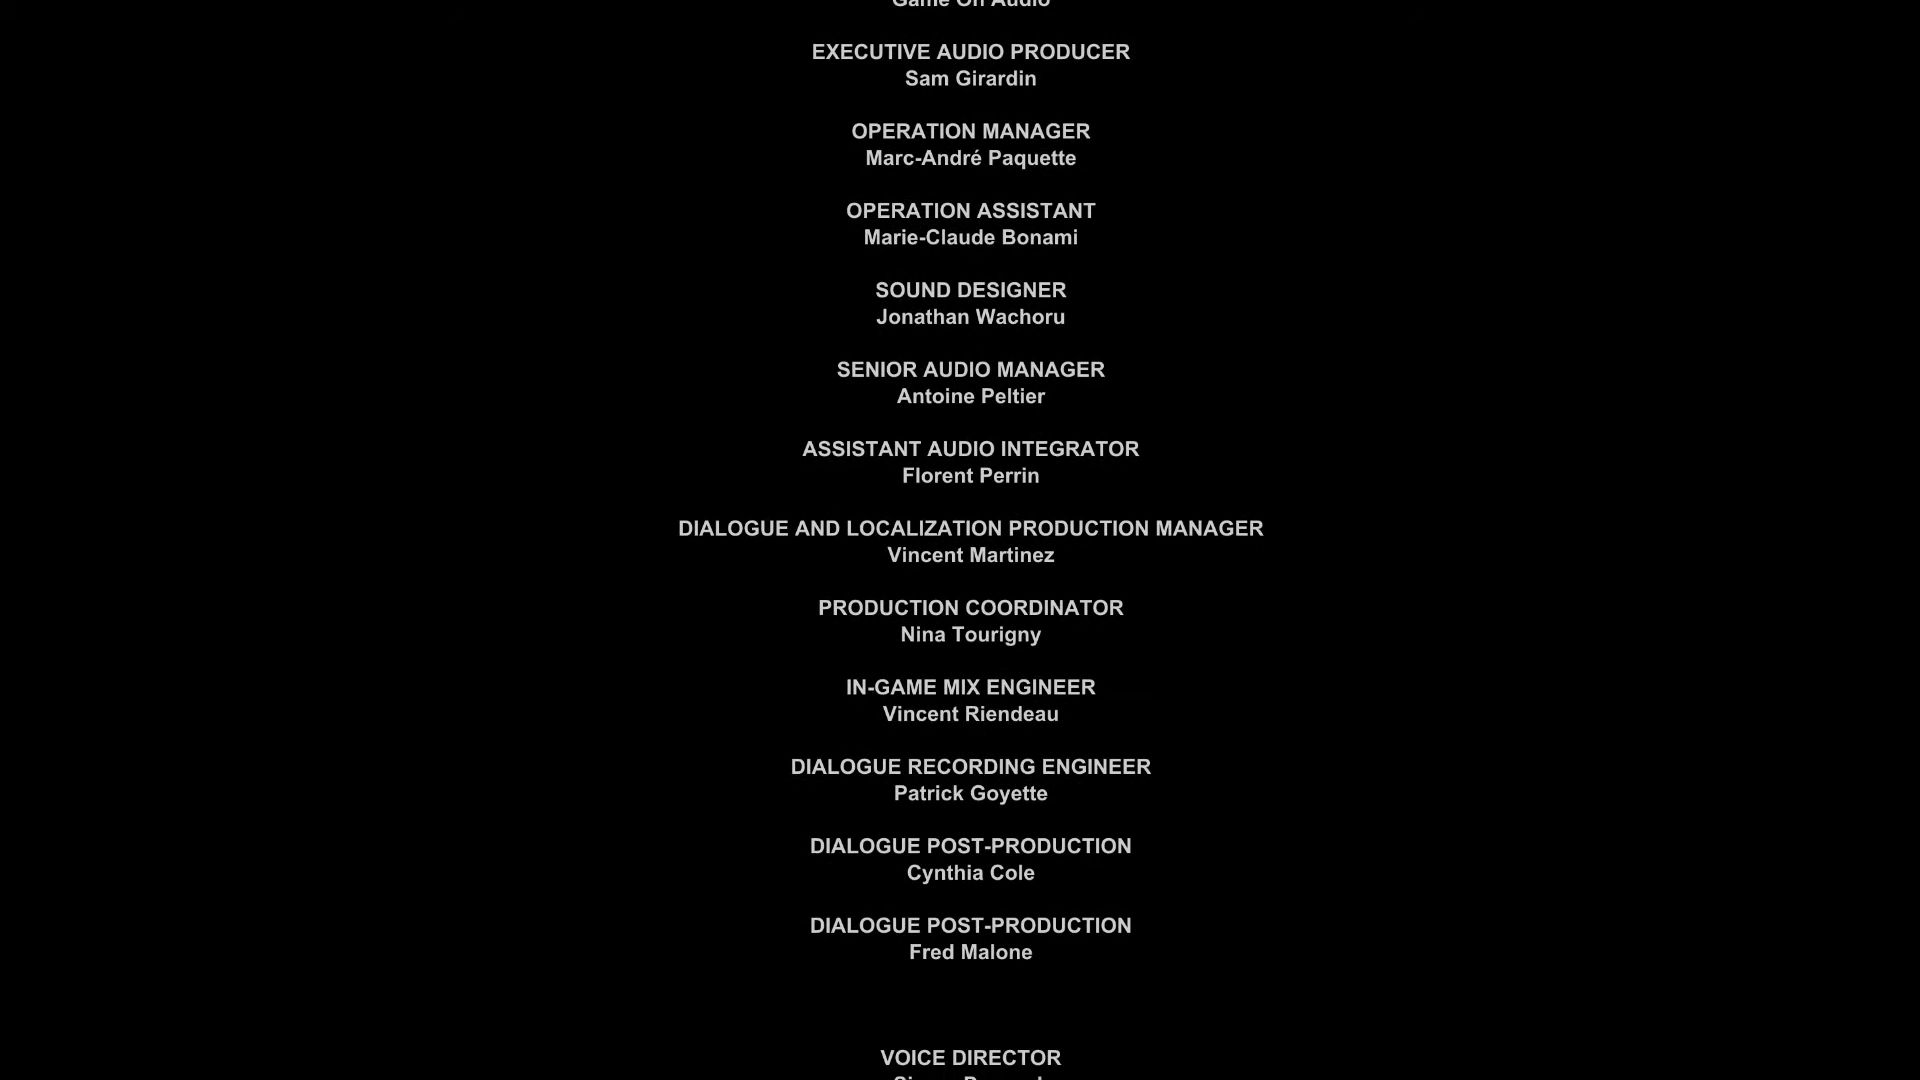 Game On Audio
EXECUTIVE AUDIO PRODUCER
Sam Girardin
OPERATION MANAGER
Marc-André Paquette
OPERATION ASSISTANT
Marie-Claude Bonami
SOUND DESIGNER
Jonathan Wachoru
SENIOR AUDIO MANAGER
Antoine Peltier
ASSISTANT AUDIO INTEGRATOR
Florent Perrin
DIALOGUE AND LOCALIZATION PRODUCTION MANAGER
Vincent Martinez
PRODUCTION COORDINATOR
Nina Tourigny
IN-GAME MIX ENGINEER
Vincent Riendeau
DIALOGUE RECORDING ENGINEER
Patrick Goyette
DIALOGUE POST-PRODUCTION
Cynthia Cole
DIALOGUE POST-PRODUCTION
Fred Malone
VOICE DIRECTOR